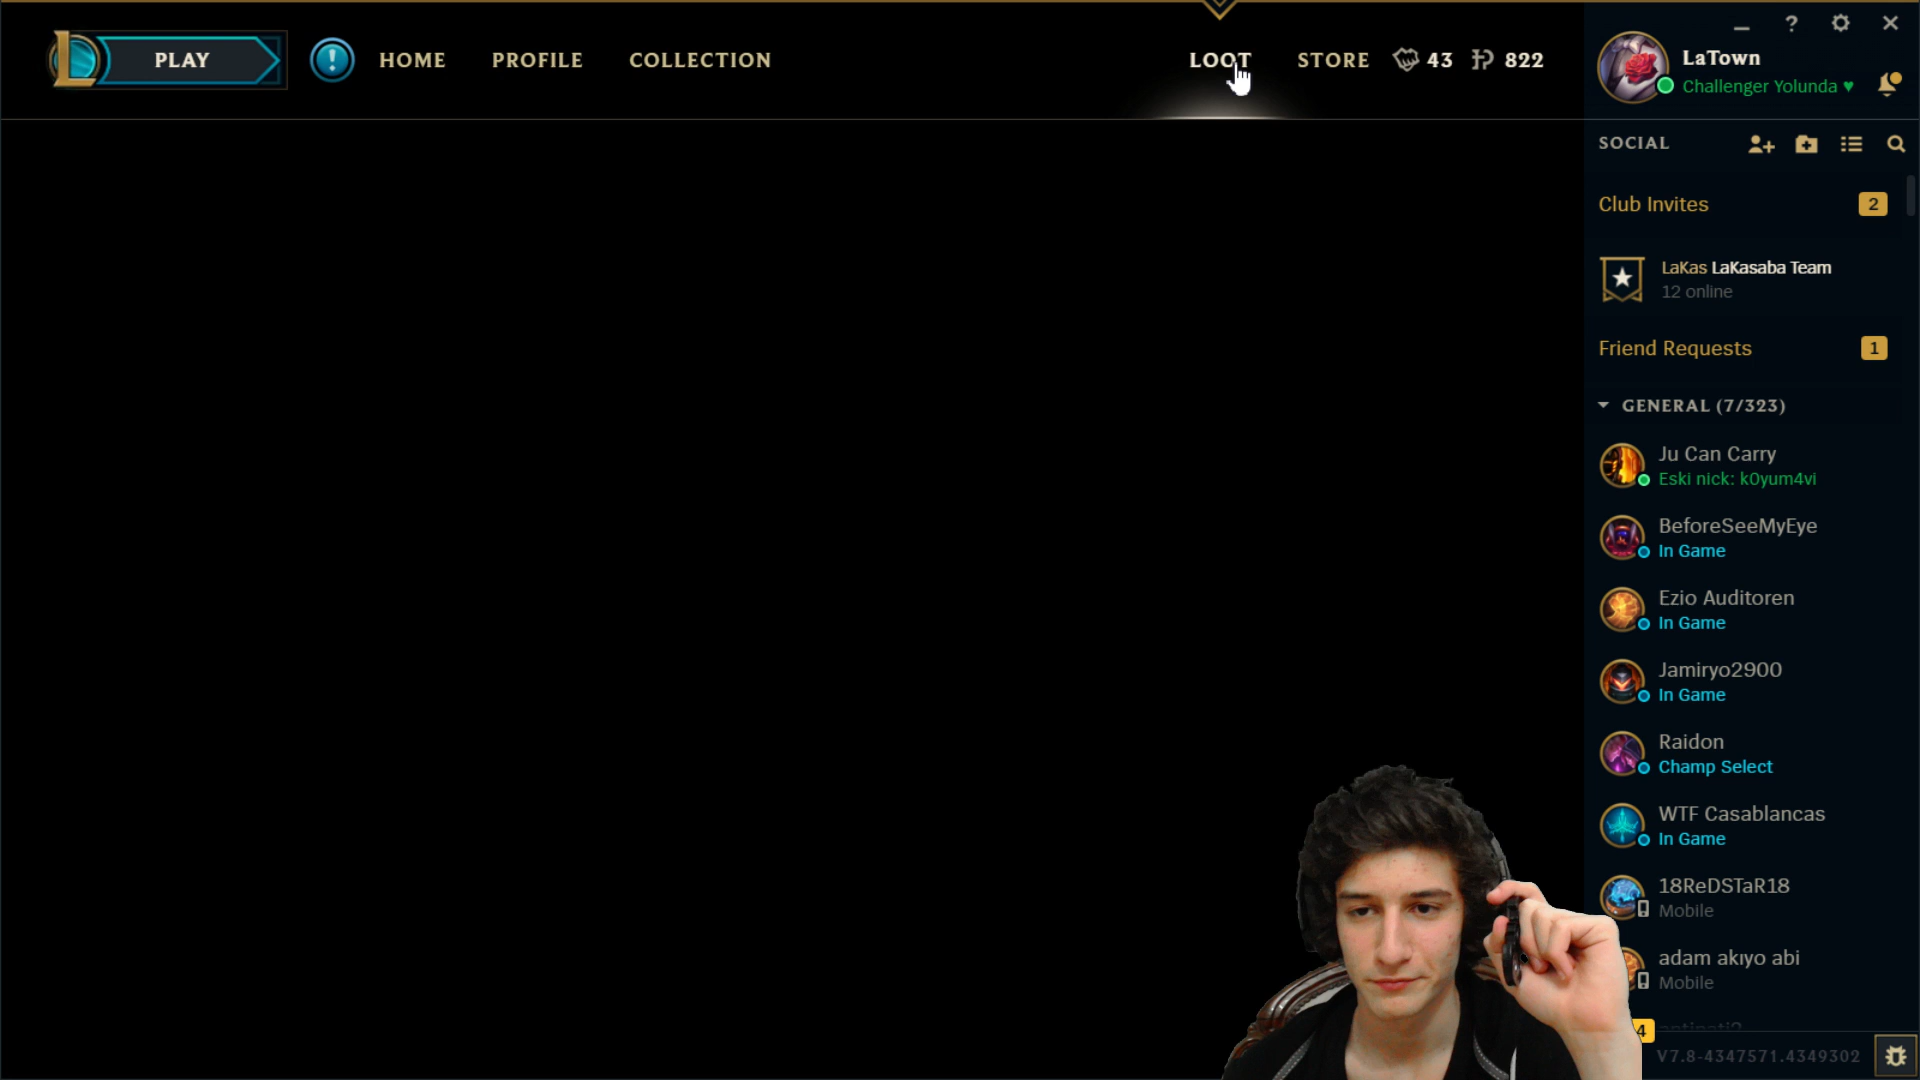 PLAY
HOME
PROFILE
COLLECTION
LOOT
STORE
43
822
LaTown
Challenger Yolunda ♥
SOCIAL
Club Invites
2
LaKas LaKasaba Team
12 online
Friend Requests
1
GENERAL (7/323)
Ju Can Carry
Eski nick: k0yum4vi
BeforeSeeMyEye
In Game
Ezio Auditoren
In Game
Jamiryo2900
In Game
Raidon
Champ Select
WTF Casablancas
In Game
18ReDSTaR18
Mobile
adam akıyo abi
Mobile
4
V7.8-4347571.4349302